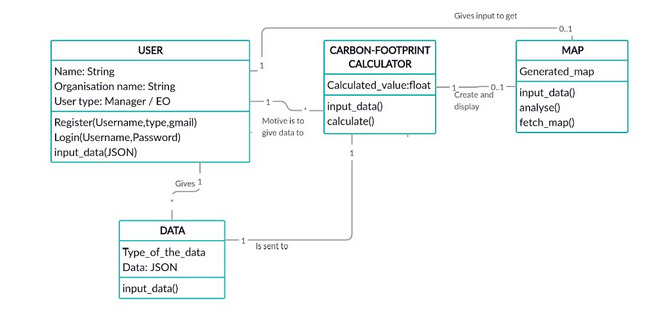 Gives input to get
0..1
1
USER
Name: String
Organisation name: String
User type: Manager / EO
Register(Username,type,gmail)
Login(Username,Password)
input_data(JSON)
1
*
Motive is to
give data to
CARBON-FOOTPRINT
CALCULATOR
Calculated_value:float
input_data()
calculate()
1
0..1
Create and
display
MAP
Generated_map
input_data()
analyse()
fetch_map()
1
Gives
1
*
DATA
Type_of_the_data
Data: JSON
input_data()
1
Is sent to